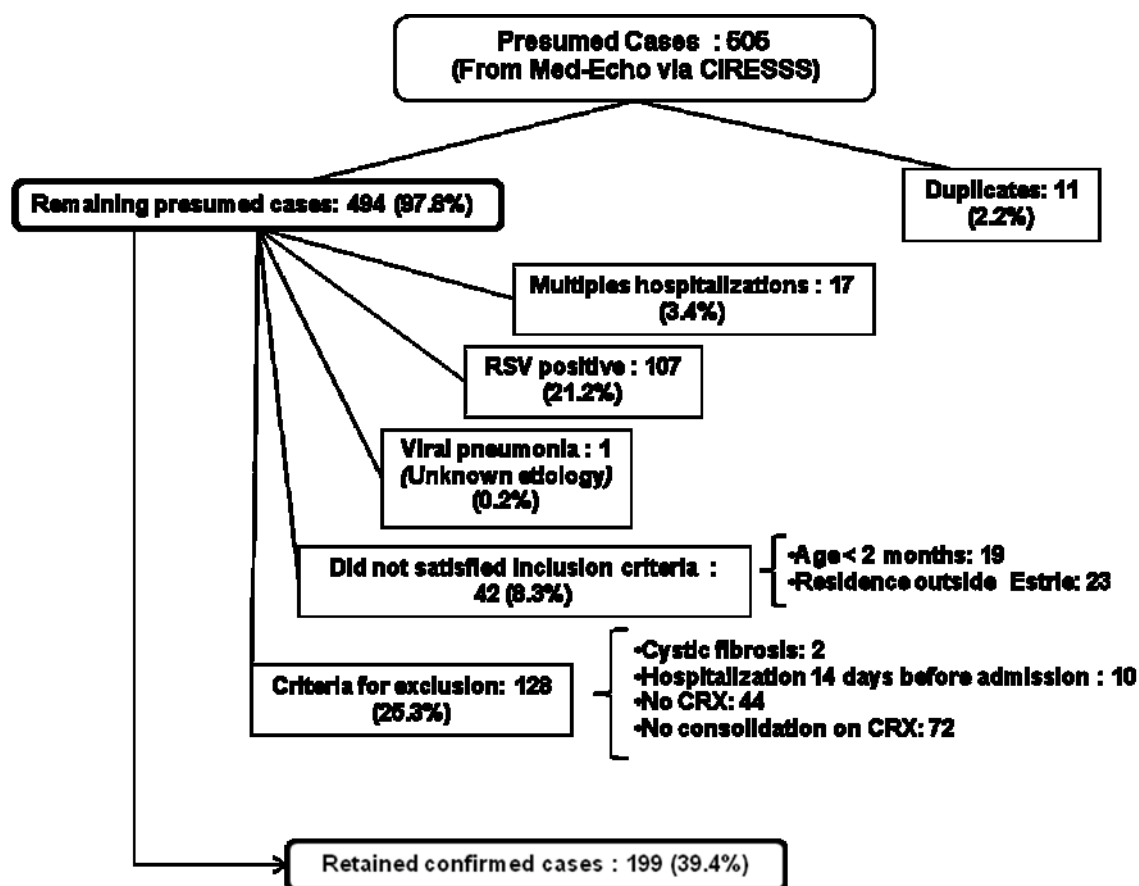 Presumed Cases : 505
(From Med-Echo via CIRESSS)
Remaining presumed cases: 494 (97.8%)
Duplicates: 11
(2.2%)
Multiples hospitalizations : 17
(3.4%)
RSV positive : 107
(21.2%)
Viral pneumonia : 1
(Unknown etiology)
(0.2%)
Did not satisfied inclusion criteria :
42 (8.3%)
•Age < 2 months: 19
•Residence outside Estrie: 23
Criteria for exclusion: 128
(25.3%)
•Cystic fibrosis: 2
•Hospitalization 14 days before admission : 10
•No CRX: 44
•No consolidation on CRX: 72
Retained confirmed cases : 199 (39.4%)